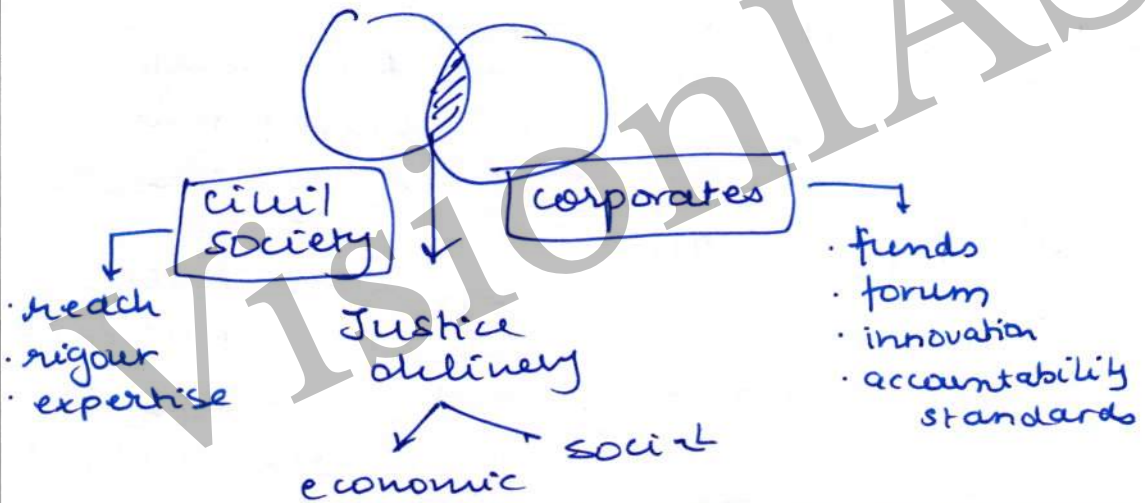 civil
society
corporates
· reach
· rigour
· expertise
Justice
delivery
economic
social
· funds
· forum
· innovation
· accountability
standards
VisionIAS